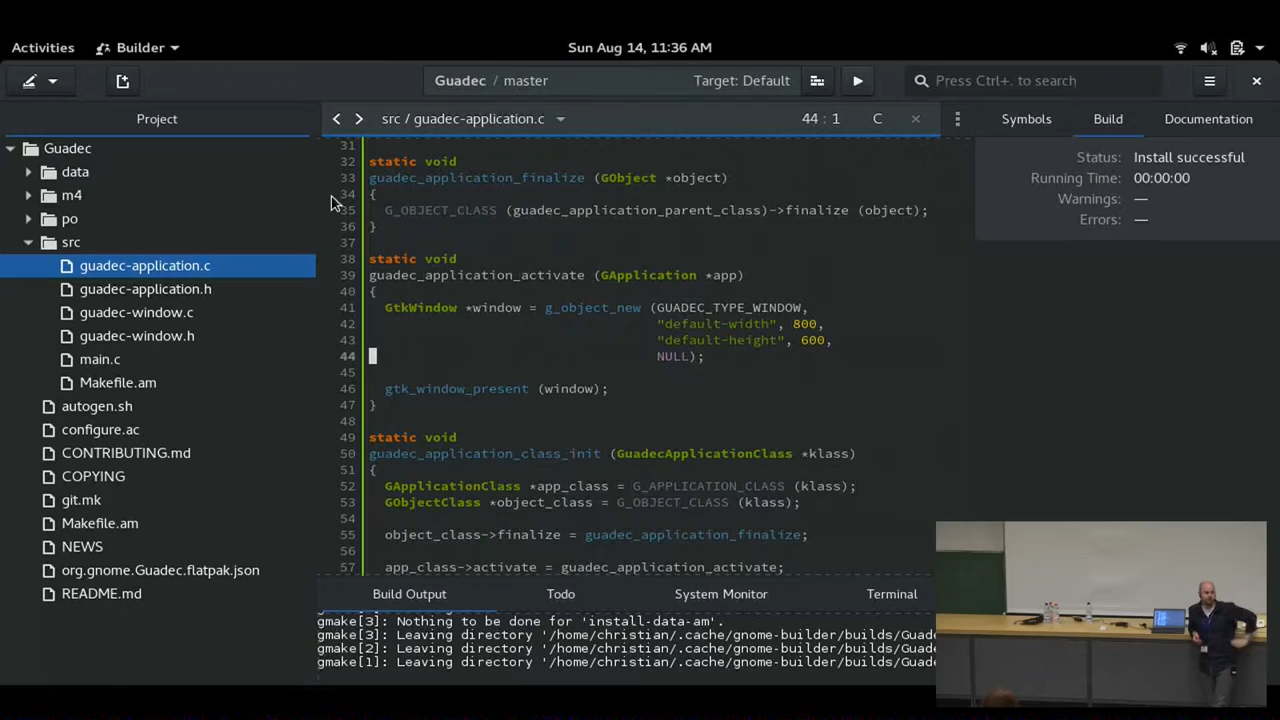 Activities Builder Sun Aug 14, 11:36 AM
Guadec / master Target: Default Press Ctrl+. to search
Project
Guadec
data
m4
po
src
guadec-application.c
guadec-application.h
guadec-window.c
guadec-window.h
main.c
Makefile.am
autogen.sh
configure.ac
CONTRIBUTING.md
COPYING
git.mk
Makefile.am
NEWS
org.gnome.Guadec.flatpak.json
README.md
src / guadec-application.c 44 : 1 C
31
32 static void
33 guadec_application_finalize (GObject *object)
34 {
35 G_OBJECT_CLASS (guadec_application_parent_class)->finalize (object);
36 }
37
38 static void
39 guadec_application_activate (GApplication *app)
40 {
41 GtkWindow *window = g_object_new (GUADEC_TYPE_WINDOW,
42 "default-width", 800,
43 "default-height", 600,
44 NULL);
45
46 gtk_window_present (window);
47 }
48
49 static void
50 guadec_application_class_init (GuadecApplicationClass *klass)
51 {
52 GApplicationClass *app_class = G_APPLICATION_CLASS (klass);
53 GObjectClass *object_class = G_OBJECT_CLASS (klass);
54
55 object_class->finalize = guadec_application_finalize;
56
57 app_class->activate = guadec_application_activate;
Build Output Todo System Monitor Terminal
gmake[3]: Nothing to be done for 'install-data-am'.
gmake[3]: Leaving directory '/home/christian/.cache/gnome-builder/builds/Guade
gmake[2]: Leaving directory '/home/christian/.cache/gnome-builder/builds/Guade
gmake[1]: Leaving directory '/home/christian/.cache/gnome-builder/builds/Guade
Symbols Build Documentation
Status: Install successful
Running Time: 00:00:00
Warnings: —
Errors: —